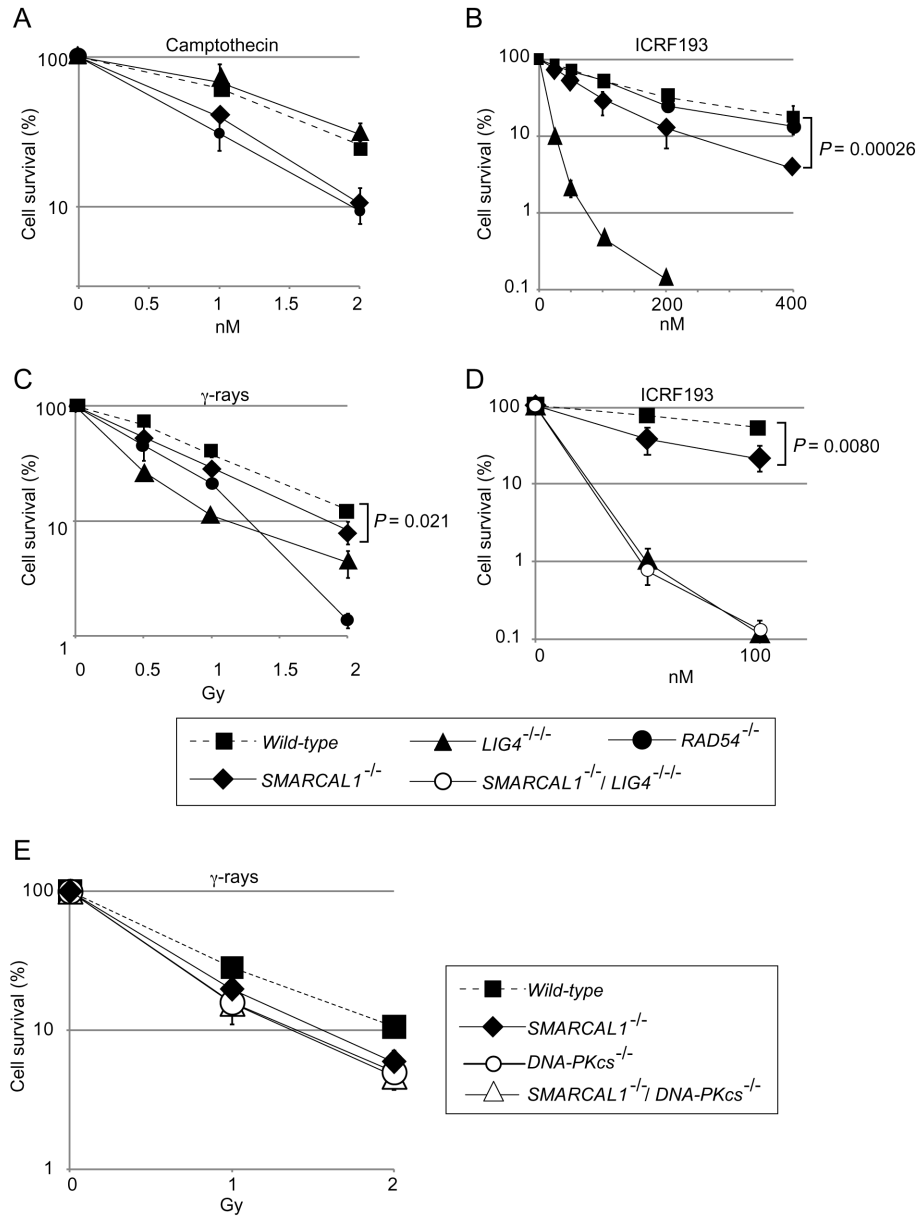 A
Camptothecin
Cell survival (%)
100
10
0 0.5 1 1.5 2
nM
B
ICRF193
Cell survival (%)
100
10
1
0.1
0 200 400
nM
P = 0.00026
C
γ-rays
Cell survival (%)
100
10
1
0 0.5 1 1.5 2
Gy
P = 0.021
D
ICRF193
Cell survival (%)
100
10
1
0.1
0 100
nM
P = 0.0080
Wild-type LIG4-/-/- RAD54-/-
SMARCAL1-/- SMARCAL1-/-/ LIG4-/-/-
E
γ-rays
Cell survival (%)
100
10
1
0 1 2
Gy
Wild-type
SMARCAL1-/-
DNA-PKcs-/-
SMARCAL1-/-/ DNA-PKcs-/-